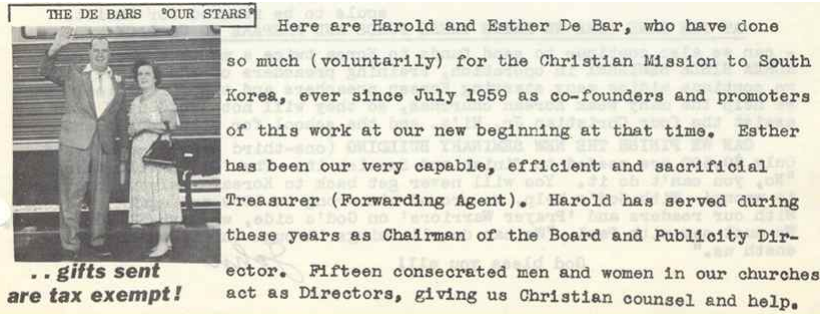 THE DE BARS "OUR STARS"
Here are Harold and Esther De Bar, who have done
so much (voluntarily) for the Christian Mission to South
Korea, ever since July 1959 as co-founders and promoters
of this work at our new beginning at that time. Esther
has been our very capable, efficient and sacrificial
Treasurer (Forwarding Agent). Harold has served during
these years as Chairman of the Board and Publicity Dir-
ector. Fifteen consecrated men and women in our churches
act as Directors, giving us Christian counsel and help.
..gifts sent
are tax exempt!